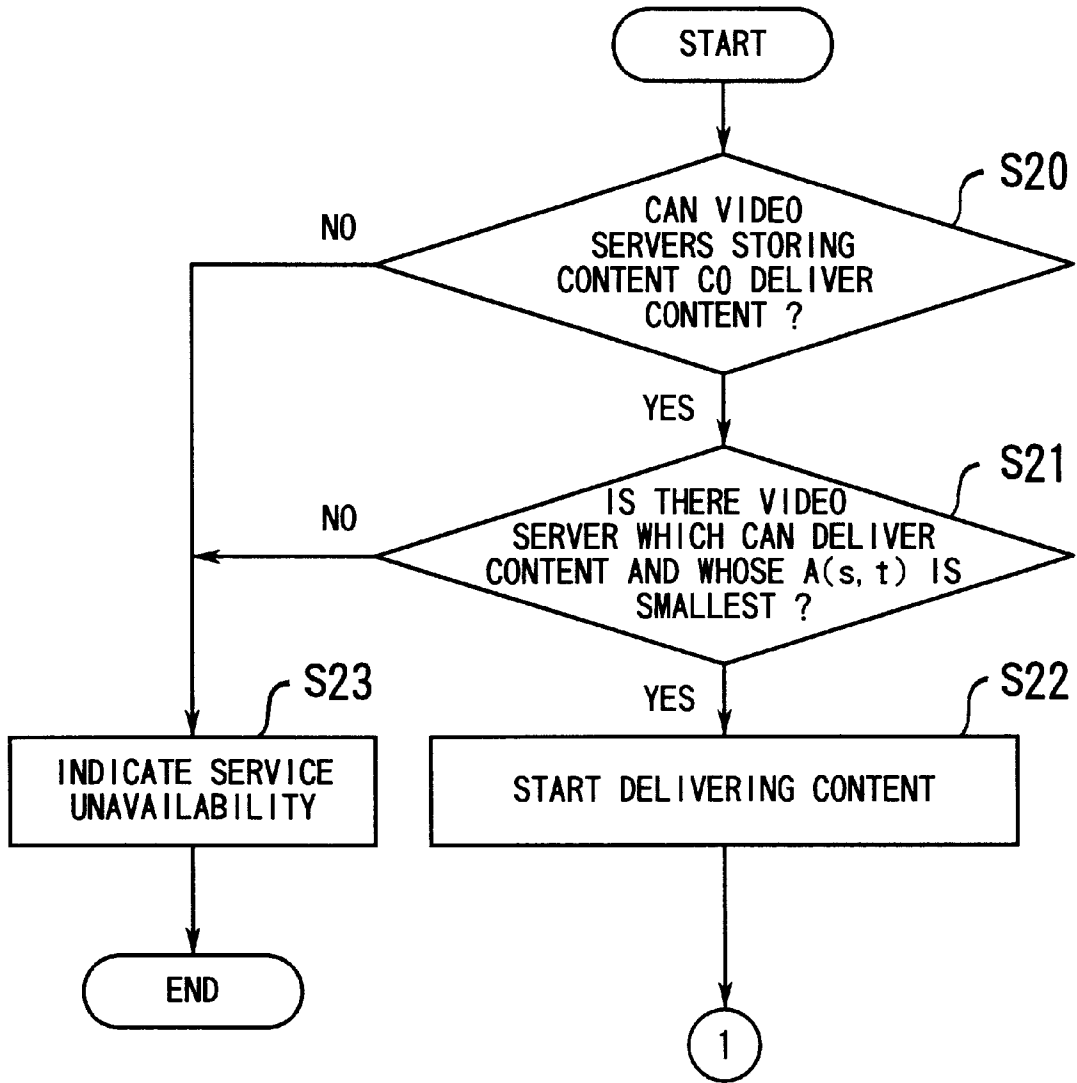 START
S20
CAN VIDEO
SERVERS STORING
CONTENT C0 DELIVER
CONTENT ?
NO
YES
S21
IS THERE VIDEO
SERVER WHICH CAN DELIVER
CONTENT AND WHOSE A(s, t) IS
SMALLEST ?
NO
YES
S23
INDICATE SERVICE
UNAVAILABILITY
S22
START DELIVERING CONTENT
END
1